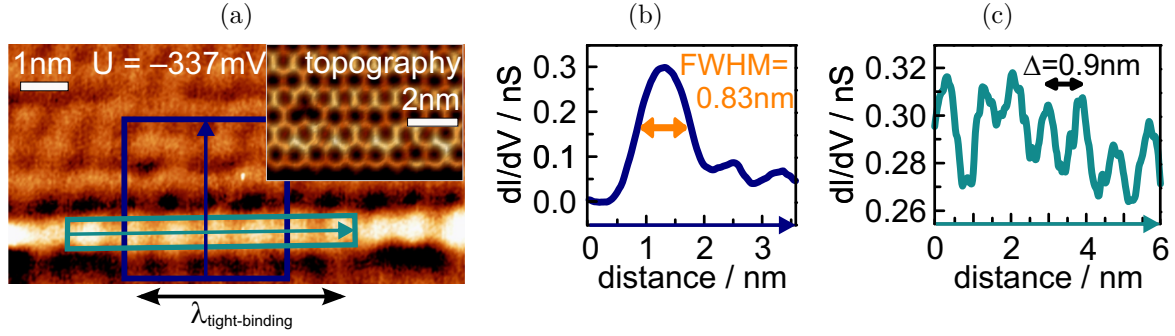 (a)
1nm U = −337mV
topography
2nm
λtight-binding
(b)
dI/dV / nS
0.3
0.2
0.1
0.0
FWHM=
0.83nm
0 1 2 3
distance / nm
(c)
dI/dV / nS
0.32
0.30
0.28
0.26
Δ=0.9nm
0 2 4 6
distance / nm